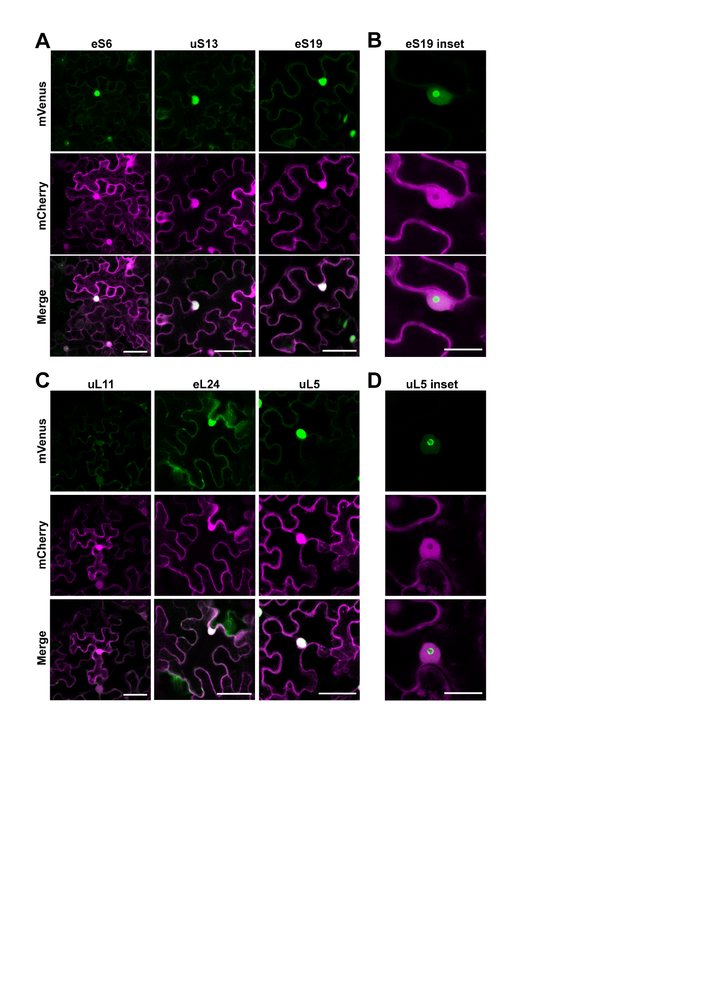 A
eS6
uS13
eS19
B
eS19 inset
mVenus
mCherry
Merge
C
uL11
eL24
uL5
D
uL5 inset
mVenus
mCherry
Merge